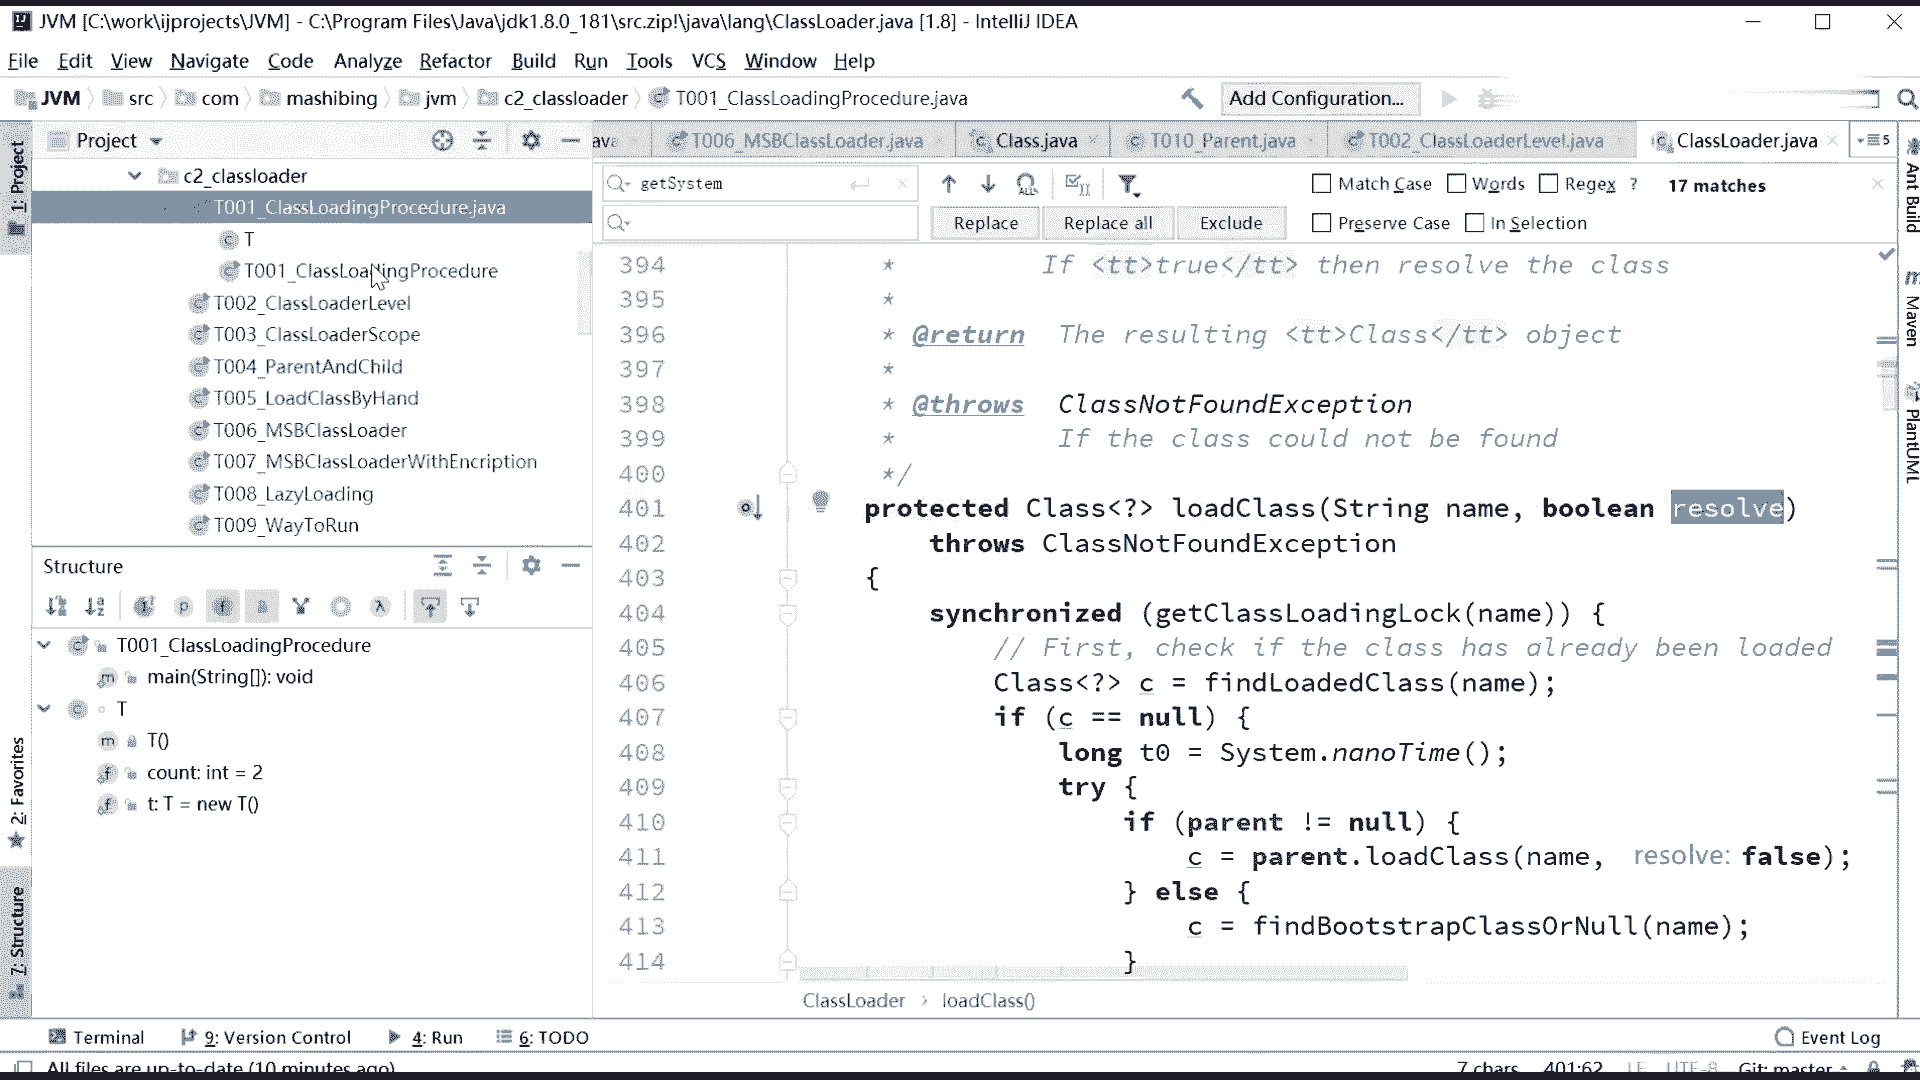 JVM [C:\work\ijprojects\JVM] - C:\Program Files\Java\jdk1.8.0_181\src.zip!\java\lang\ClassLoader.java [1.8] - IntelliJ IDEA
File Edit View Navigate Code Analyze Refactor Build Run Tools VCS Window Help
JVM src com mashibing jvm c2_classloader T001_ClassLoadingProcedure.java Add Configuration...
Project ava T006_MSBClassLoader.java Class.java T010_Parent.java T002_ClassLoaderLevel.java ClassLoader.java 5
1: Project
c2_classloader
T001_ClassLoadingProcedure.java
T
T001_ClassLoadingProcedure
T002_ClassLoaderLevel
T003_ClassLoaderScope
T004_ParentAndChild
T005_LoadClassByHand
T006_MSBClassLoader
T007_MSBClassLoaderWithEncription
T008_LazyLoading
T009_WayToRun
Structure
T001_ClassLoadingProcedure
main(String[]): void
T
T()
count: int = 2
t: T = new T()
2: Favorites
7: Structure
getSystem Match Case Words Regex ? 17 matches
Replace Replace all Exclude Preserve Case In Selection
394 * If <tt>true</tt> then resolve the class
395 *
396 * @return The resulting <tt>Class</tt> object
397 *
398 * @throws ClassNotFoundException
399 * If the class could not be found
400 */
401 protected Class<?> loadClass(String name, boolean resolve)
402 throws ClassNotFoundException
403 {
404 synchronized (getClassLoadingLock(name)) {
405 // First, check if the class has already been loaded
406 Class<?> c = findLoadedClass(name);
407 if (c == null) {
408 long t0 = System.nanoTime();
409 try {
410 if (parent != null) {
411 c = parent.loadClass(name, resolve: false);
412 } else {
413 c = findBootstrapClassOrNull(name);
414 }
ClassLoader › loadClass()
Ant Build
Maven
PlantUML
Terminal 9: Version Control 4: Run 6: TODO Event Log
All files are up-to-date (10 minutes ago) 7 chars 401:62 LF UTF-8 Git: master